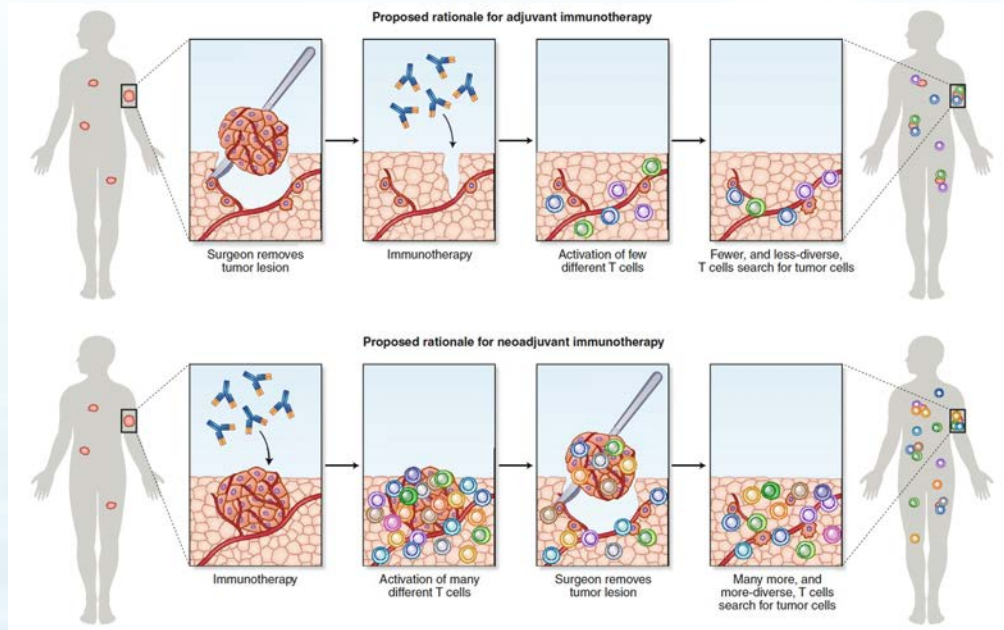 Proposed rationale for adjuvant immunotherapy
Surgeon removes
tumor lesion
Immunotherapy
Activation of few
different T cells
Fewer, and less-diverse,
T cells search for tumor cells
Proposed rationale for neoadjuvant immunotherapy
Immunotherapy
Activation of many
different T cells
Surgeon removes
tumor lesion
Many more, and
more-diverse, T cells
search for tumor cells